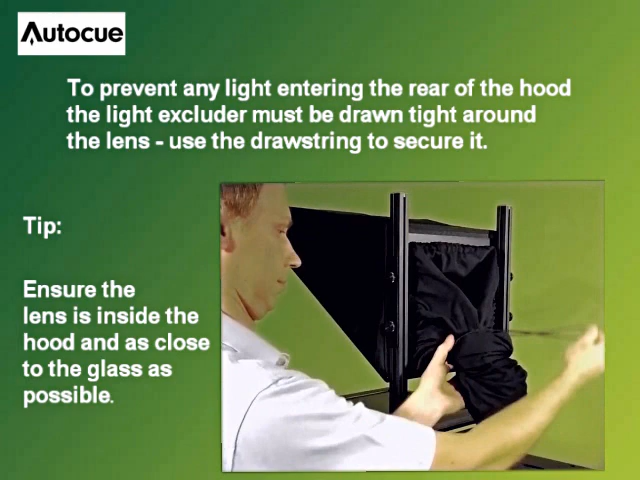 Autocue
To prevent any light entering the rear of the hood
the light excluder must be drawn tight around
the lens - use the drawstring to secure it.
Tip:
Ensure the
lens is inside the
hood and as close
to the glass as
possible.